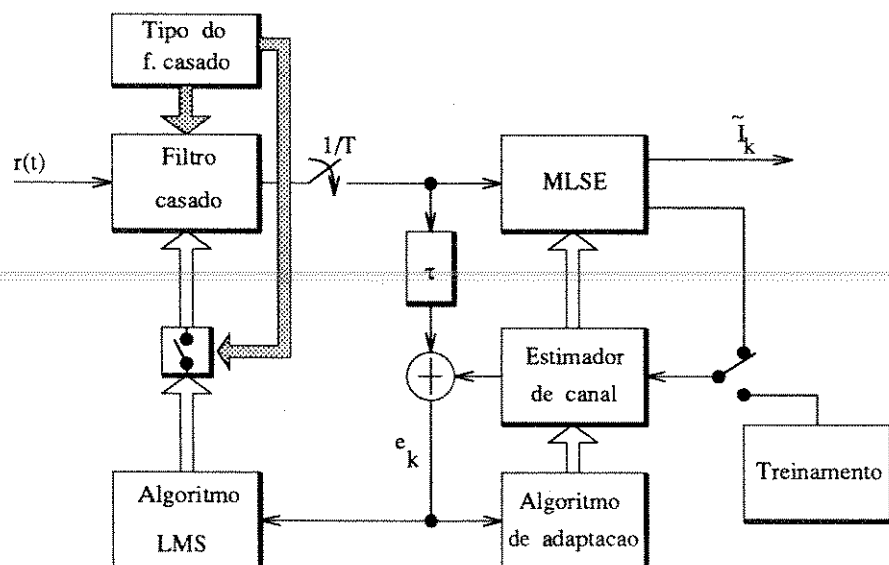 Tipo do
f. casado
r(t)
Filtro
casado
1/T
MLSE
Ĩ_k
τ
+
Estimador
de canal
e_k
Algoritmo
LMS
Algoritmo
de adaptacao
Treinamento